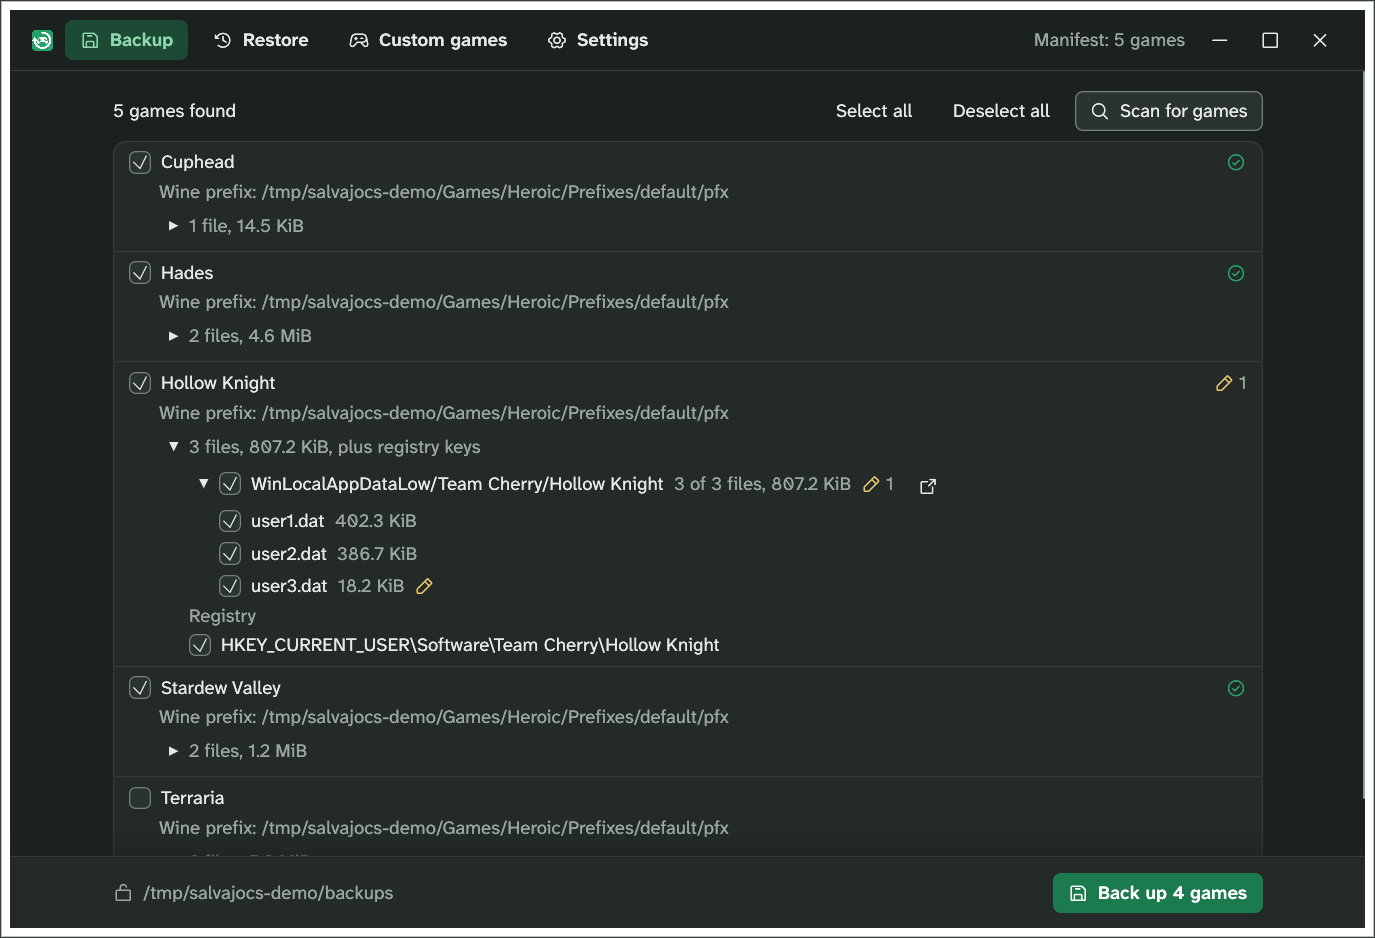 Backup
Restore
Custom games
Settings
Manifest: 5 games
5 games found
Select all
Deselect all
Scan for games
Cuphead
Wine prefix: /tmp/salvajocs-demo/Games/Heroic/Prefixes/default/pfx
1 file, 14.5 KiB
Hades
Wine prefix: /tmp/salvajocs-demo/Games/Heroic/Prefixes/default/pfx
2 files, 4.6 MiB
Hollow Knight
1
Wine prefix: /tmp/salvajocs-demo/Games/Heroic/Prefixes/default/pfx
3 files, 807.2 KiB, plus registry keys
WinLocalAppDataLow/Team Cherry/Hollow Knight 3 of 3 files, 807.2 KiB 1
user1.dat 402.3 KiB
user2.dat 386.7 KiB
user3.dat 18.2 KiB
Registry
HKEY_CURRENT_USER\Software\Team Cherry\Hollow Knight
Stardew Valley
Wine prefix: /tmp/salvajocs-demo/Games/Heroic/Prefixes/default/pfx
2 files, 1.2 MiB
Terraria
Wine prefix: /tmp/salvajocs-demo/Games/Heroic/Prefixes/default/pfx
/tmp/salvajocs-demo/backups
Back up 4 games